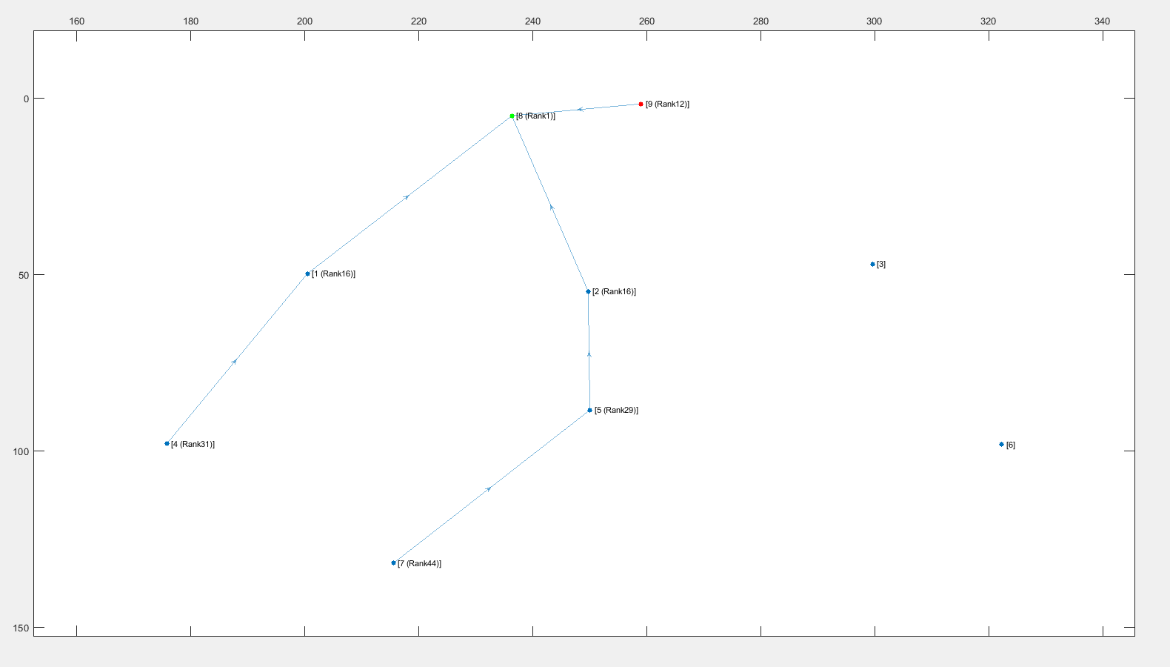 160 180 200 220 240 260 280 300 320 340
0
[9 (Rank12)]
[8 (Rank1)]
[3]
50
[1 (Rank16)]
[2 (Rank16)]
[5 (Rank29)]
[4 (Rank31)]
[6]
100
[7 (Rank44)]
150